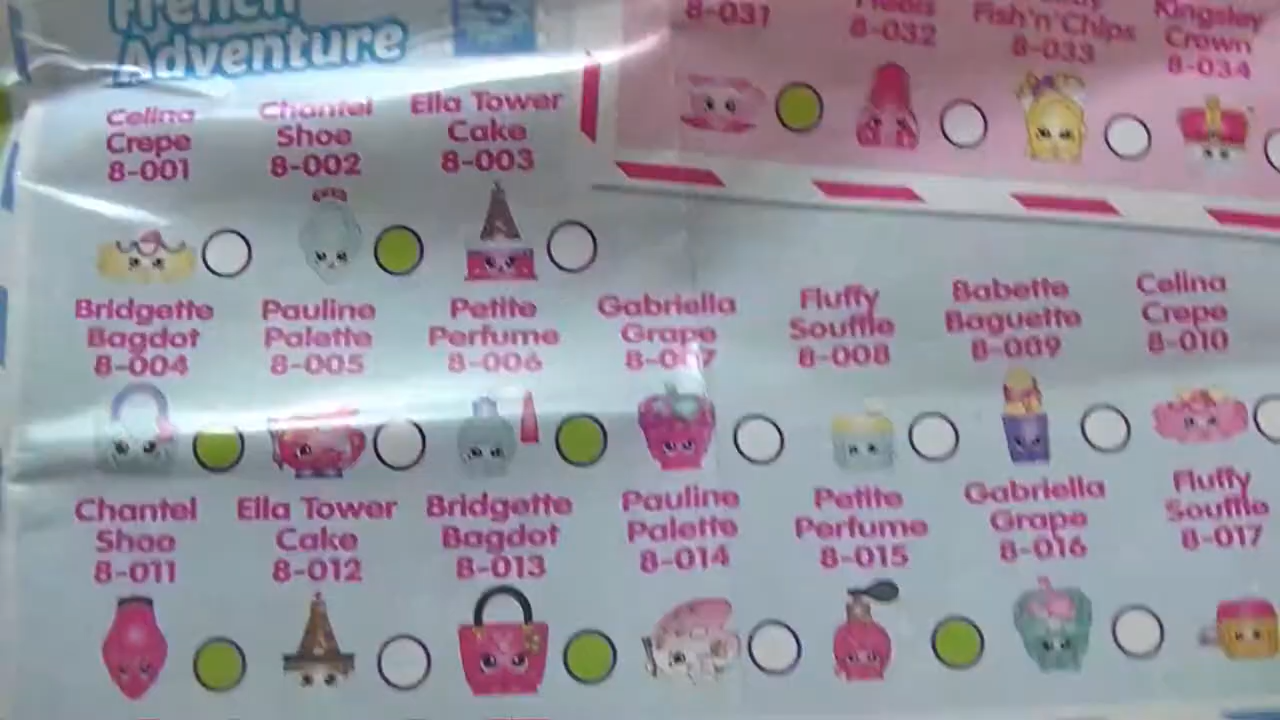 French
Adventure
Celina
Crepe
8-001
Chantel
Shoe
8-002
Ella Tower
Cake
8-003
8-031
8-032
Fish'n'Chips
8-033
Kingsley
Crown
8-034
Bridgette
Bagdot
8-004
Pauline
Palette
8-005
Petite
Perfume
8-006
Gabriella
Grape
8-007
Fluffy
Souffle
8-008
Babette
Baguette
8-009
Celina
Crepe
8-010
Chantel
Shoe
8-011
Ella Tower
Cake
8-012
Bridgette
Bagdot
8-013
Pauline
Palette
8-014
Petite
Perfume
8-015
Gabriella
Grape
8-016
Fluffy
Souffle
8-017